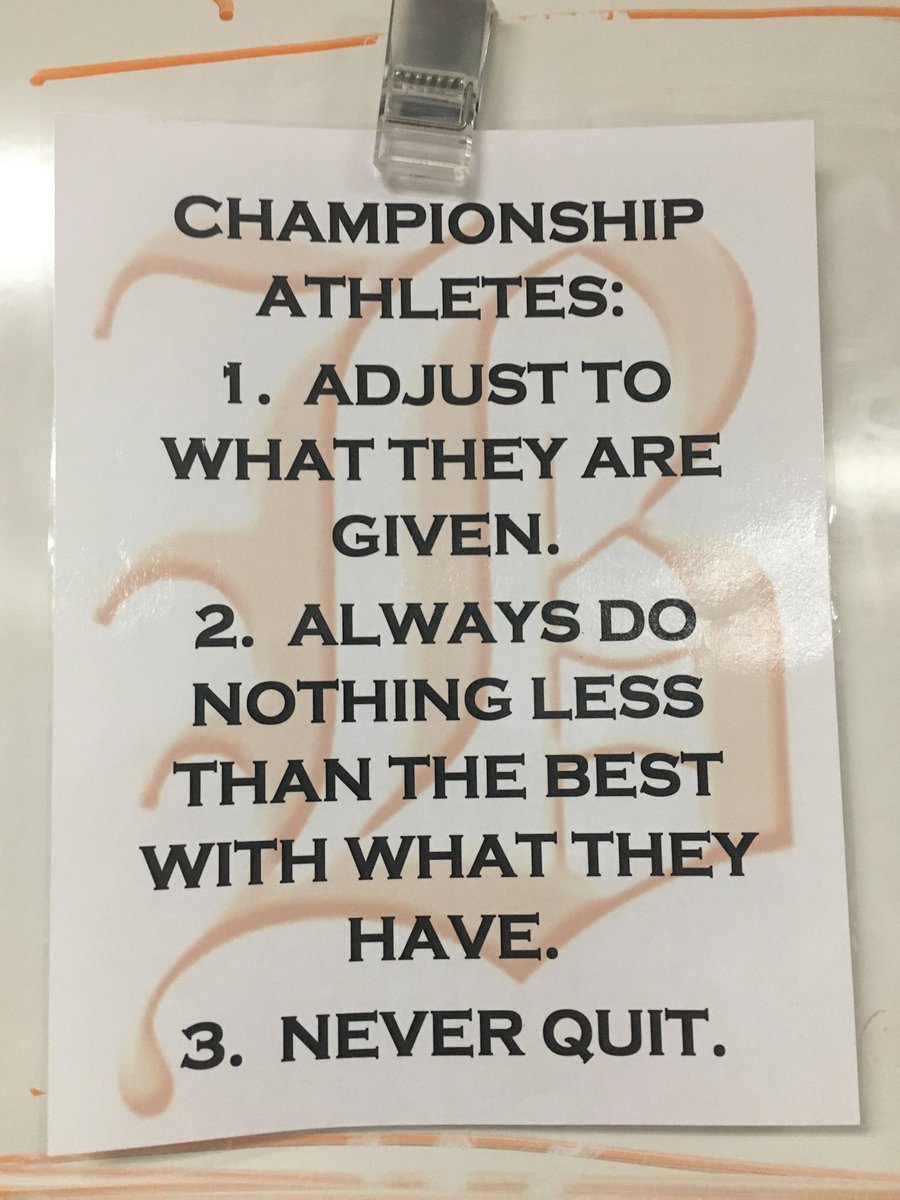 CHAMPIONSHIP
ATHLETES:
1. ADJUST TO
WHAT THEY ARE
GIVEN.
2. ALWAYS DO
NOTHING LESS
THAN THE BEST
WITH WHAT THEY
HAVE.
3. NEVER QUIT.